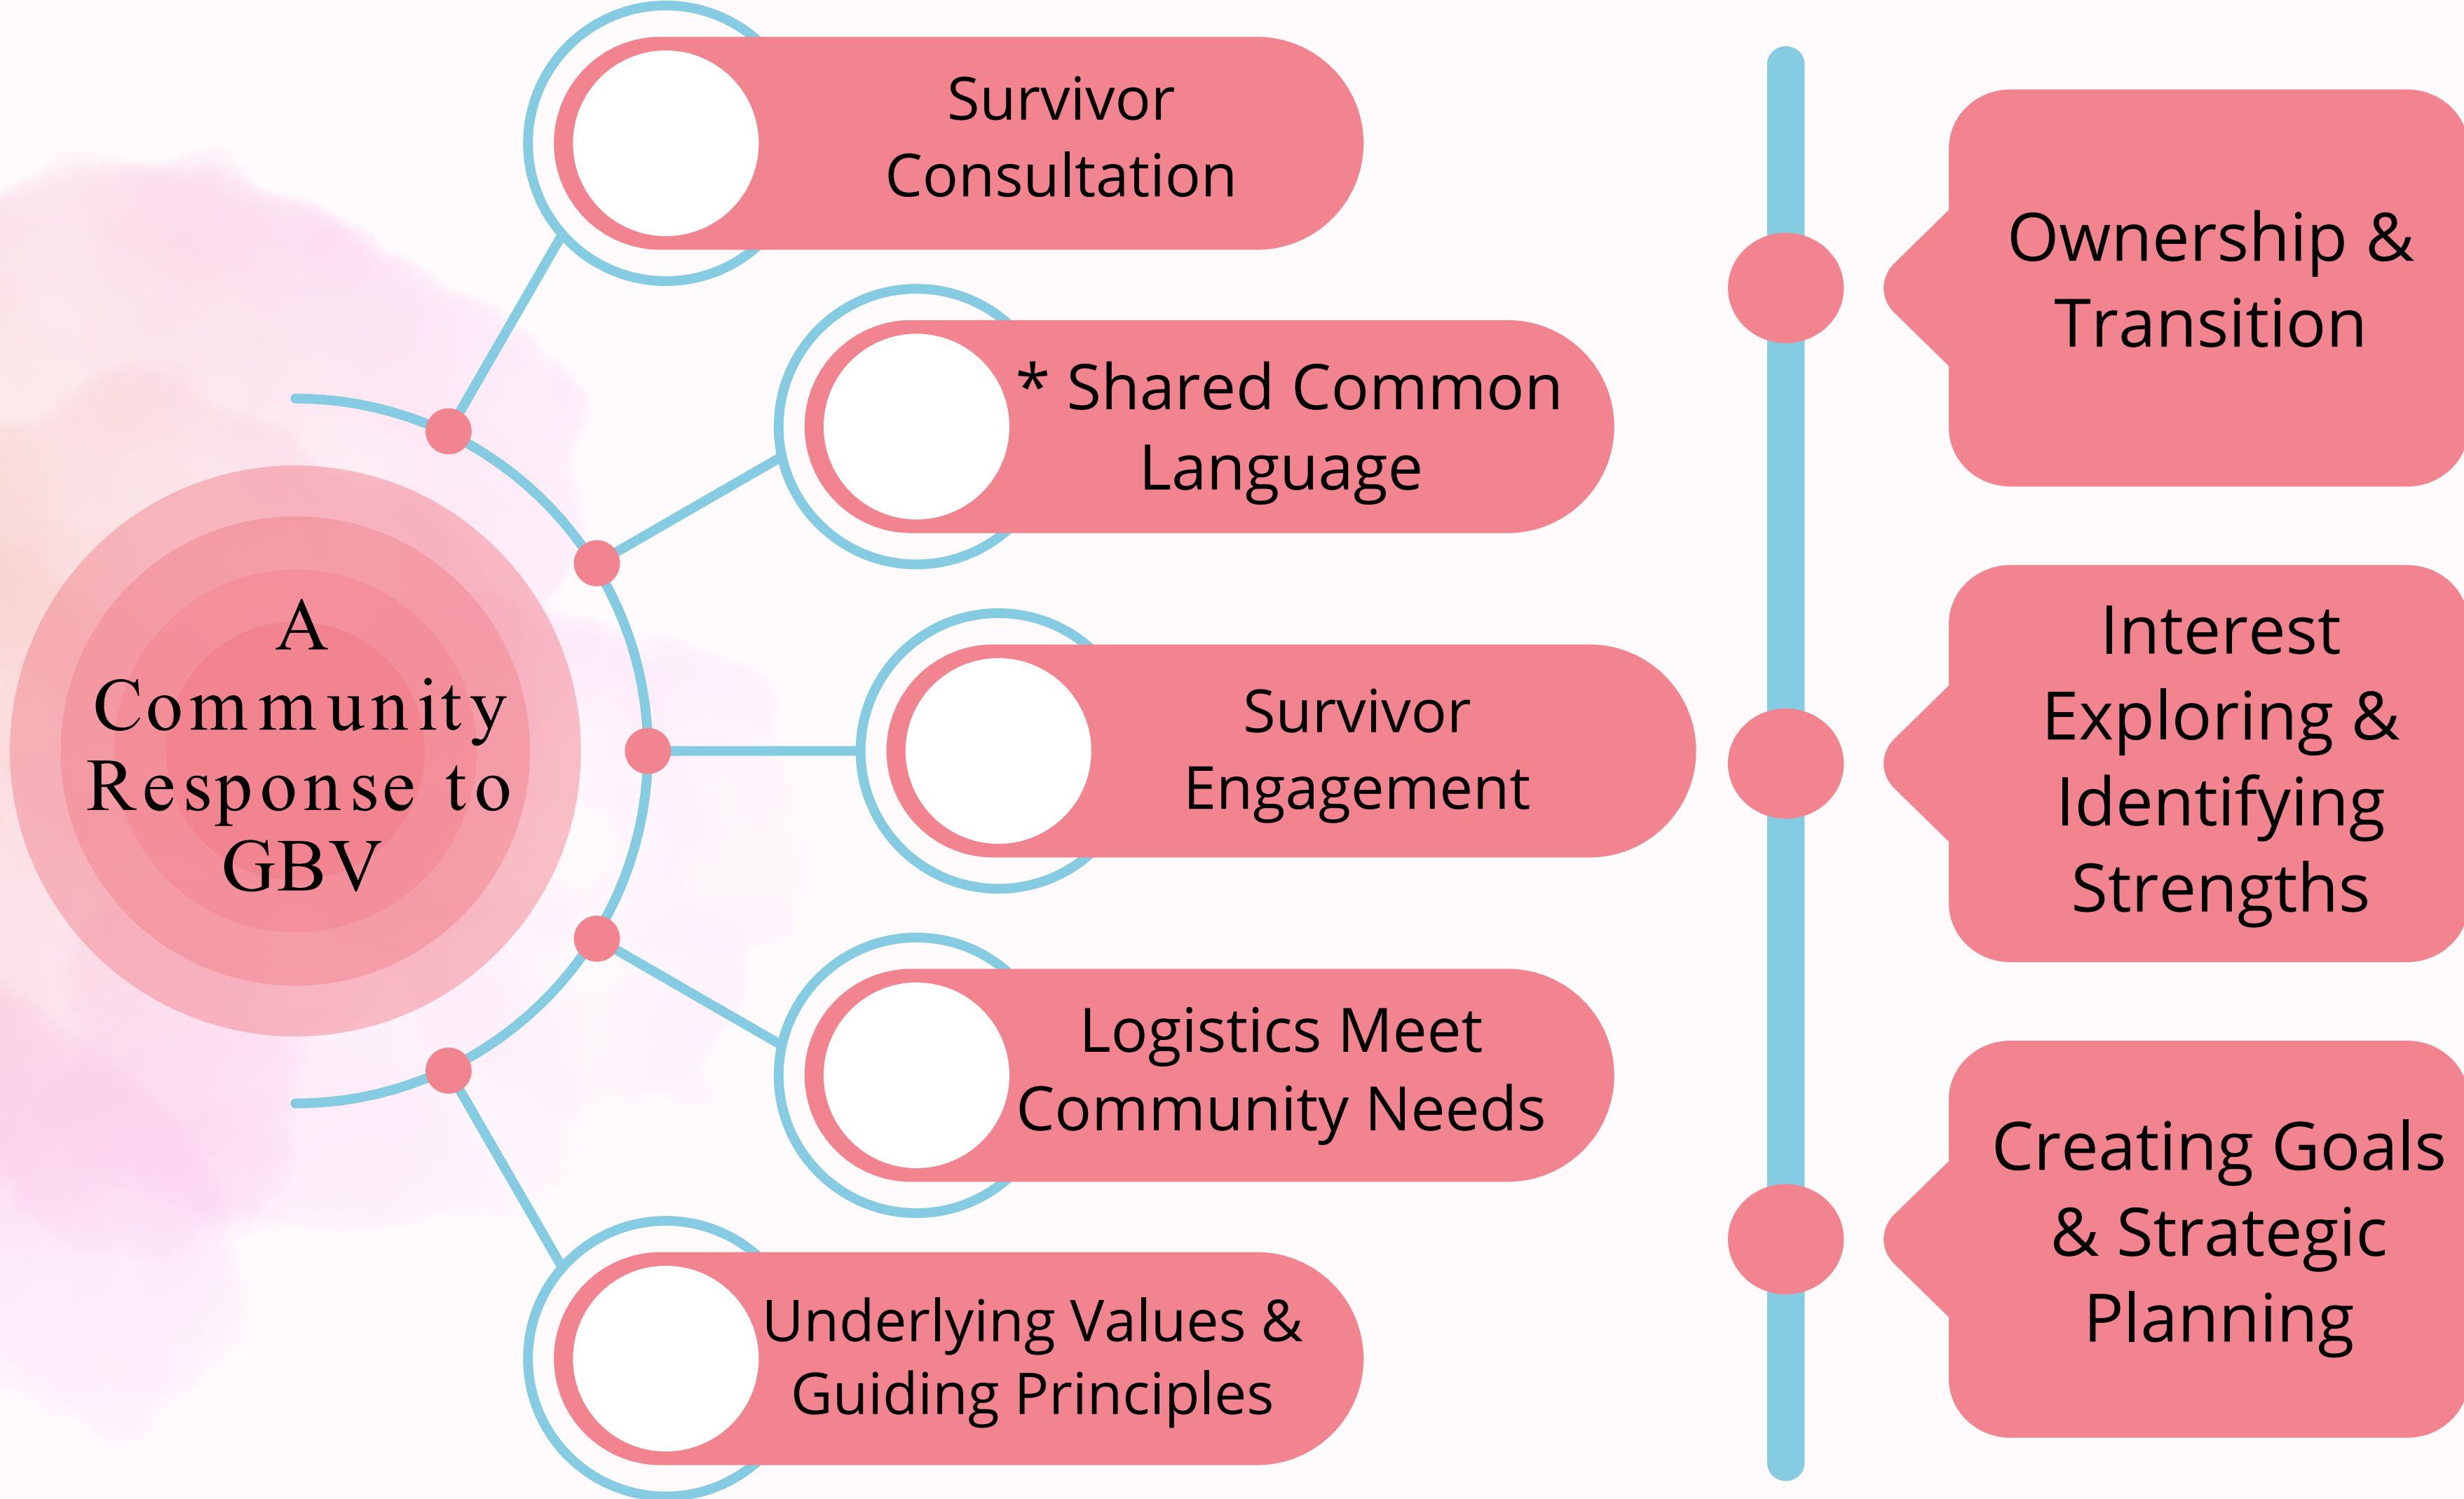 A
Community
Response to
GBV
Survivor
Consultation
* Shared Common
Language
Survivor
Engagement
Logistics Meet
Community Needs
Underlying Values &
Guiding Principles
Ownership &
Transition
Interest
Exploring &
Identifying
Strengths
Creating Goals
& Strategic
Planning